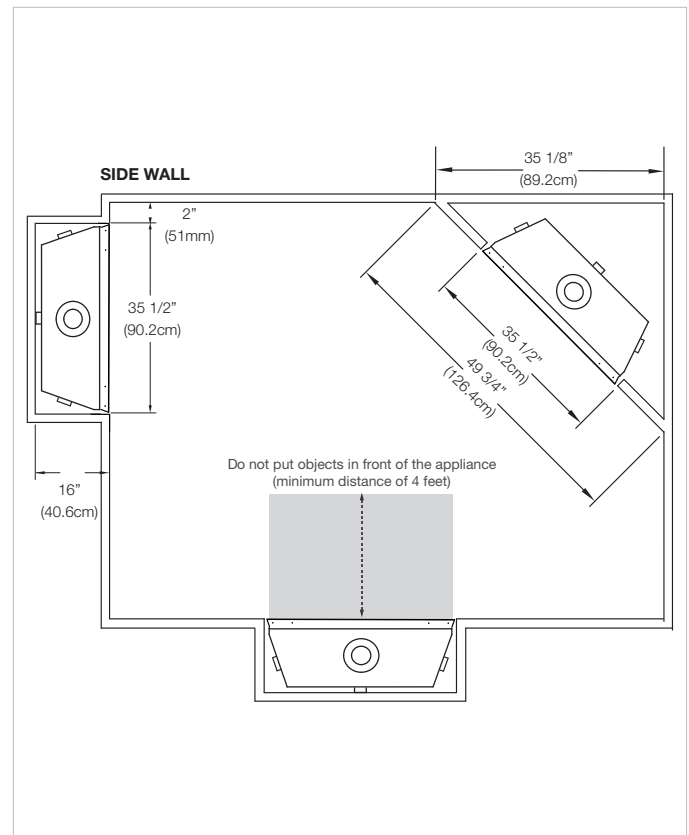 35 1/8”
(89.2cm)
SIDE WALL
2”
(51mm)
35 1/2”
(90.2cm)
35 1/2”
(90.2cm)
49 3/4”
(126.4cm)
Do not put objects in front of the appliance
(minimum distance of 4 feet)
16”
(40.6cm)